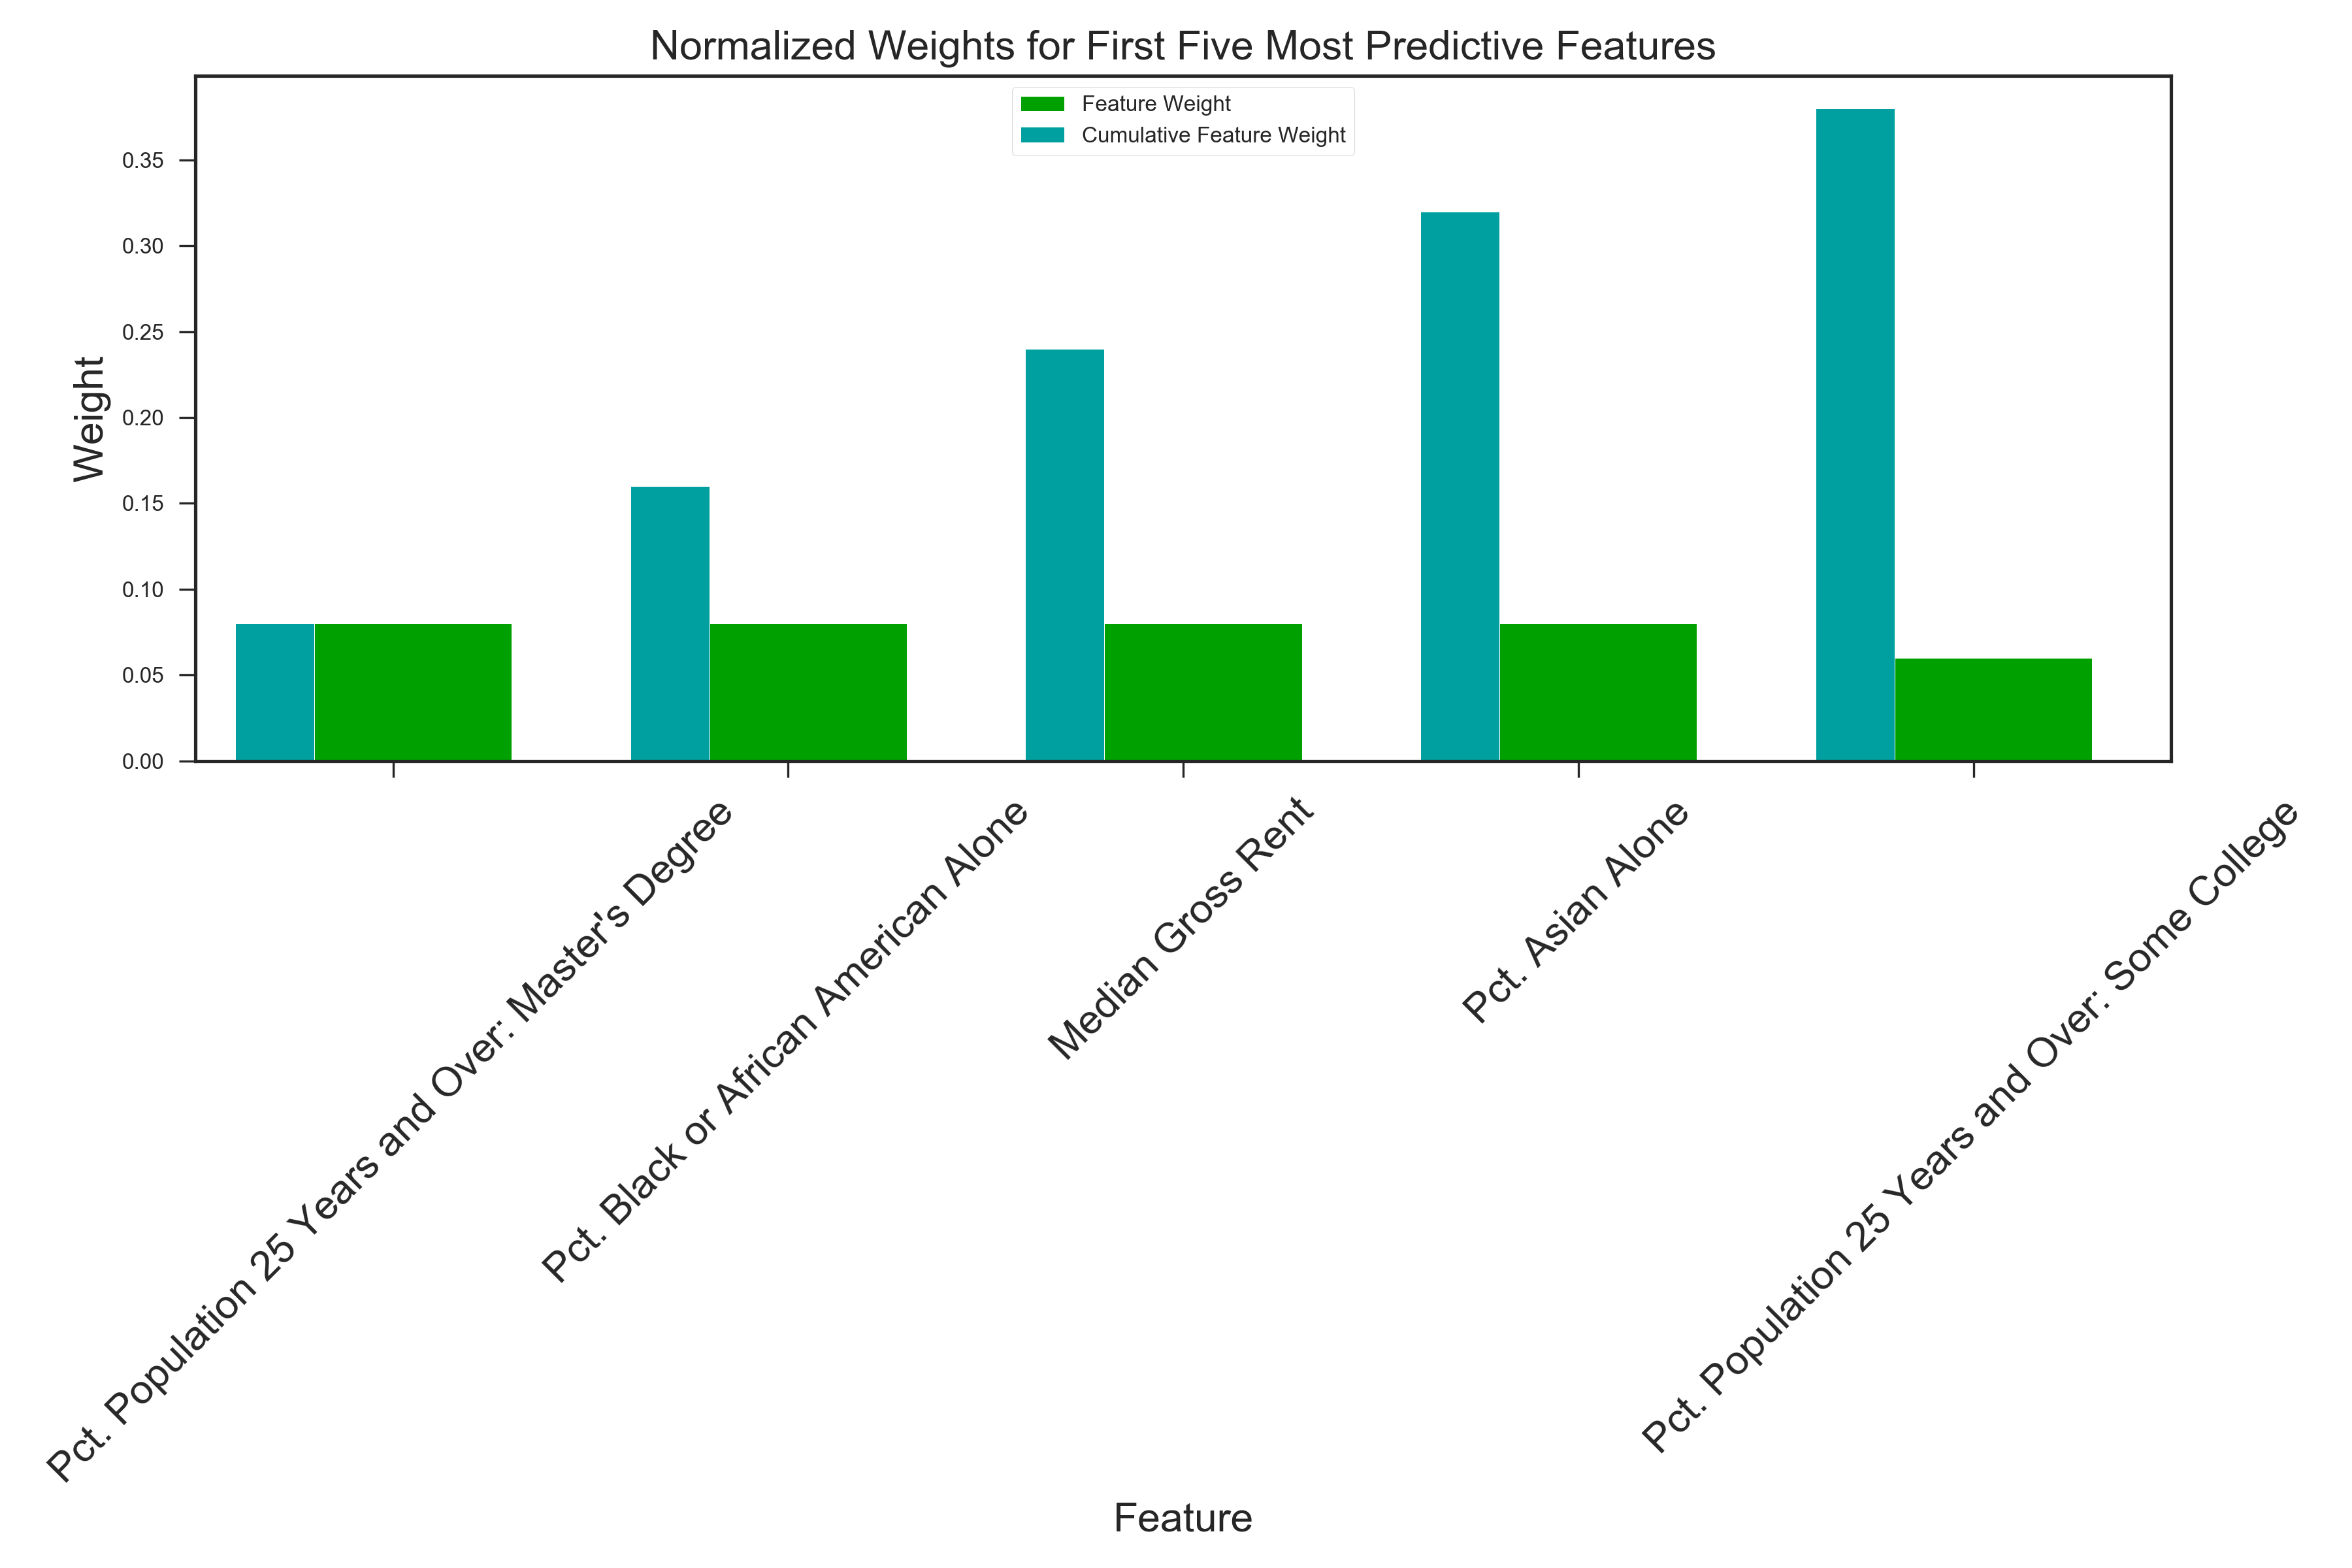 Normalized Weights for First Five Most Predictive Features
Feature Weight
Cumulative Feature Weight
Weight
0.35
0.30
0.25
0.20
0.15
0.10
0.05
0.00
Pct. Population 25 Years and Over: Master's Degree
Pct. Black or African American Alone
Median Gross Rent
Pct. Asian Alone
Pct. Population 25 Years and Over: Some College
Feature